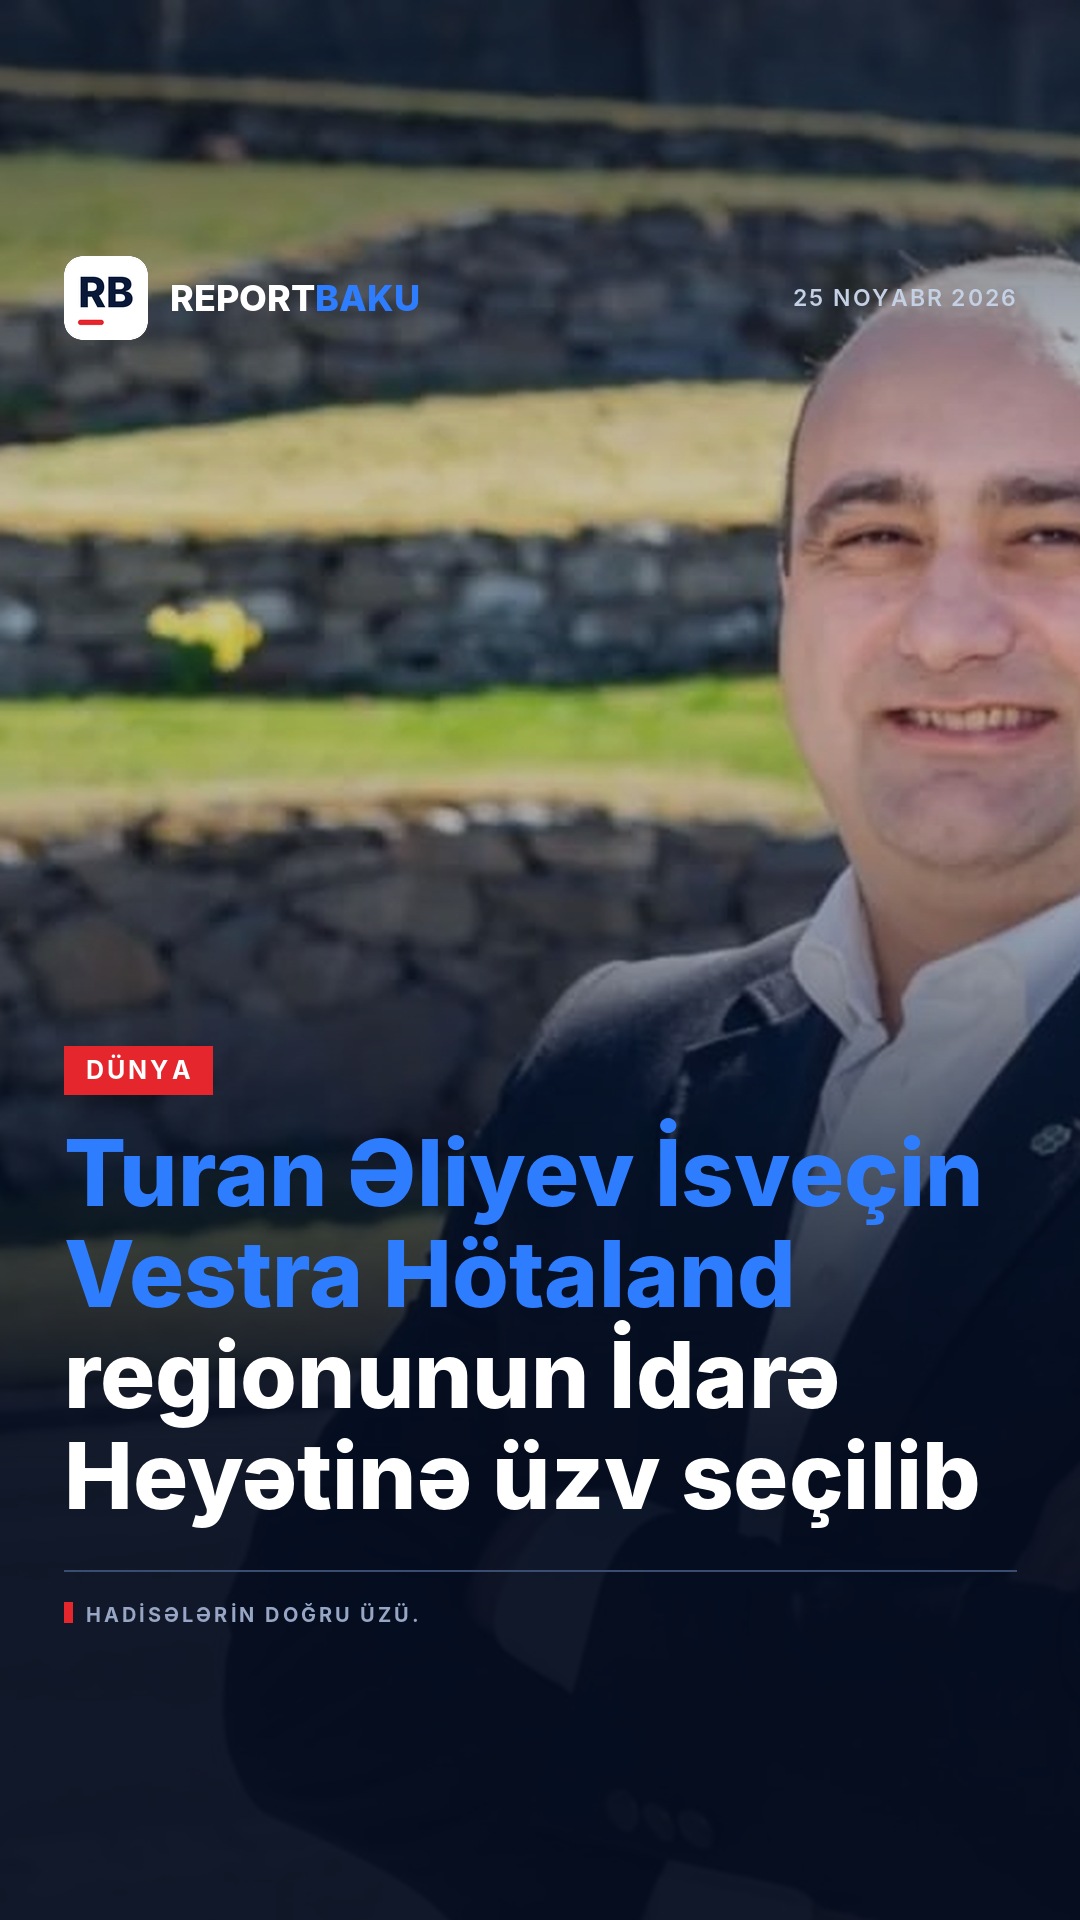 RB
REPORTBAKU
25 NOYABR 2026
DÜNYA
Turan Əliyev İsveçin
Vestra Hötaland
regionunun İdarə
Heyətinə üzv seçilib
HADİSƏLƏRİN DOĞRU ÜZÜ.